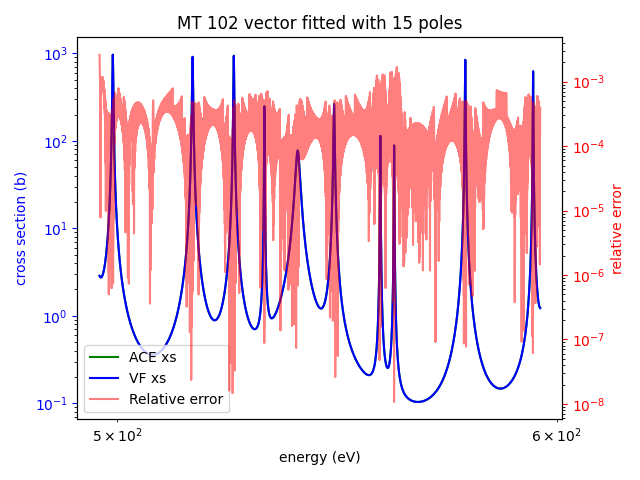 MT 102 vector fitted with 15 poles
10³
10²
10¹
10⁰
10⁻¹
cross section (b)
10⁻³
10⁻⁴
10⁻⁵
10⁻⁶
10⁻⁷
10⁻⁸
relative error
ACE xs
VF xs
Relative error
5 × 10²
6 × 10²
energy (eV)